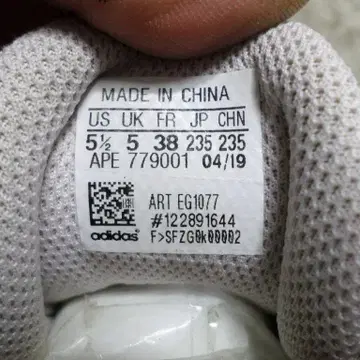 MADE IN CHINA
US UK FR JP CHN
5½ 5 38 235 235
APE 779001 04/19
ART EG1077
#122891644
adidas F>SFZG0k00002